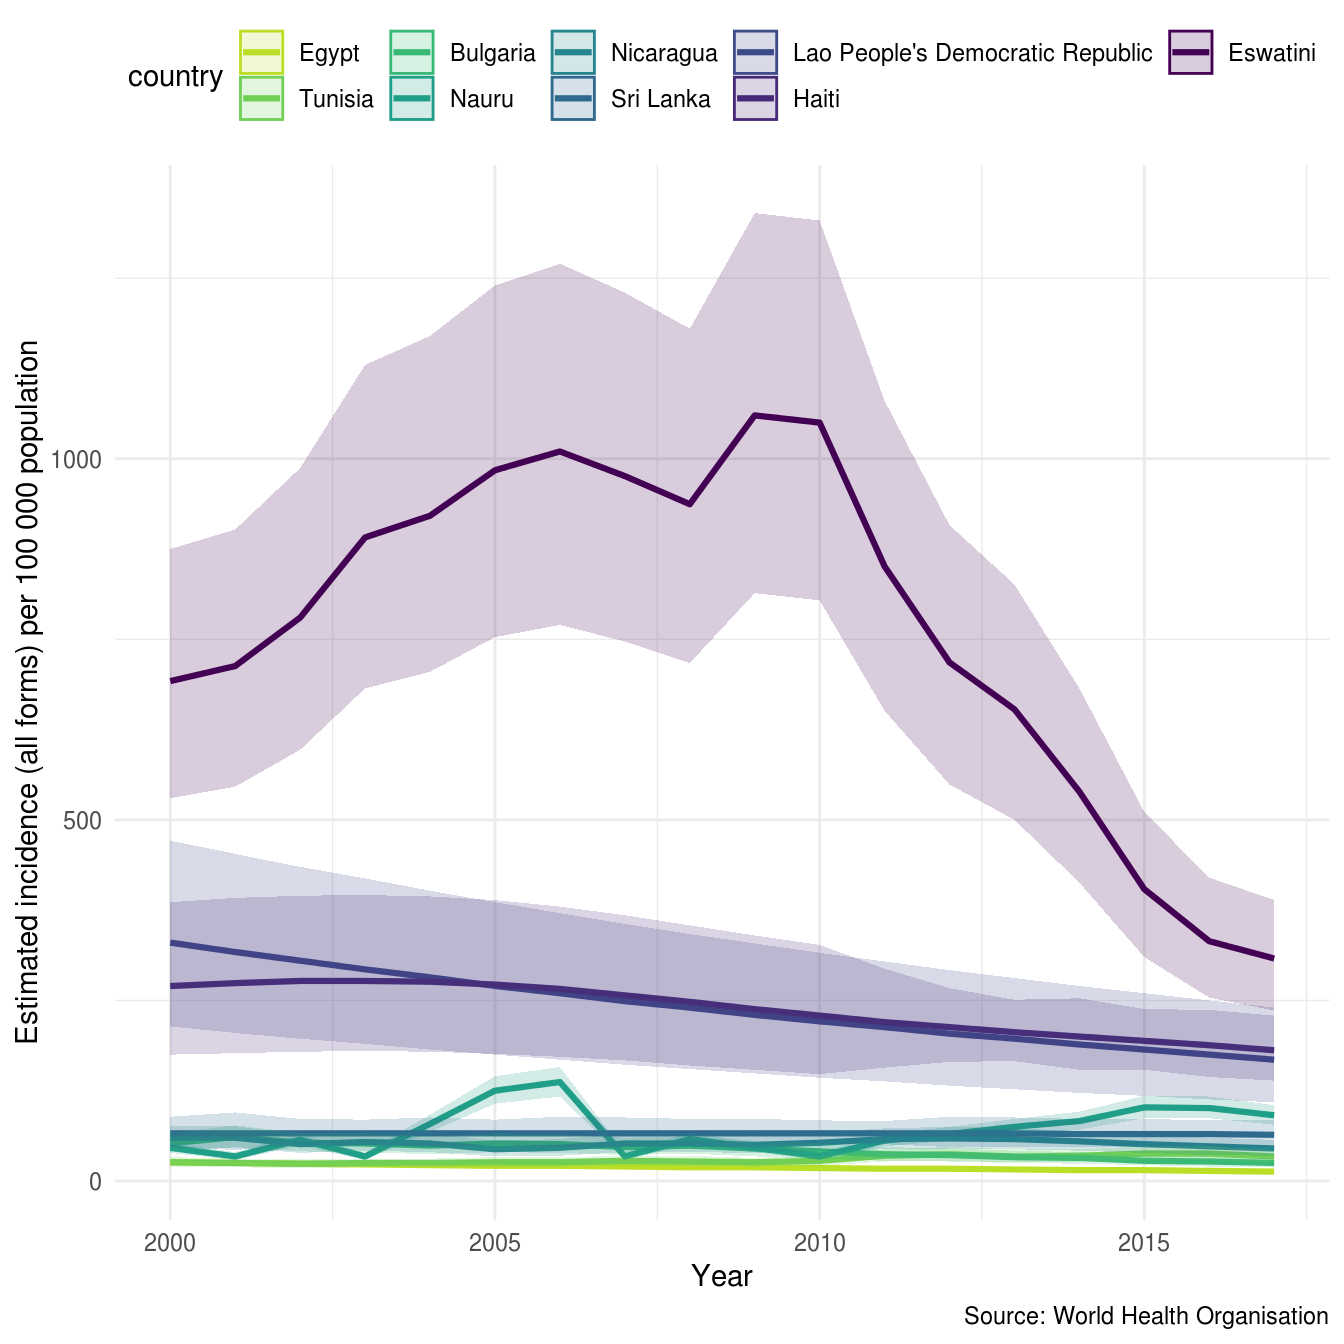 country
Egypt
Bulgaria
Nicaragua
Lao People's Democratic Republic
Eswatini
Tunisia
Nauru
Sri Lanka
Haiti
Estimated incidence (all forms) per 100 000 population
1000
500
0
2000
2005
2010
2015
Year
Source: World Health Organisation